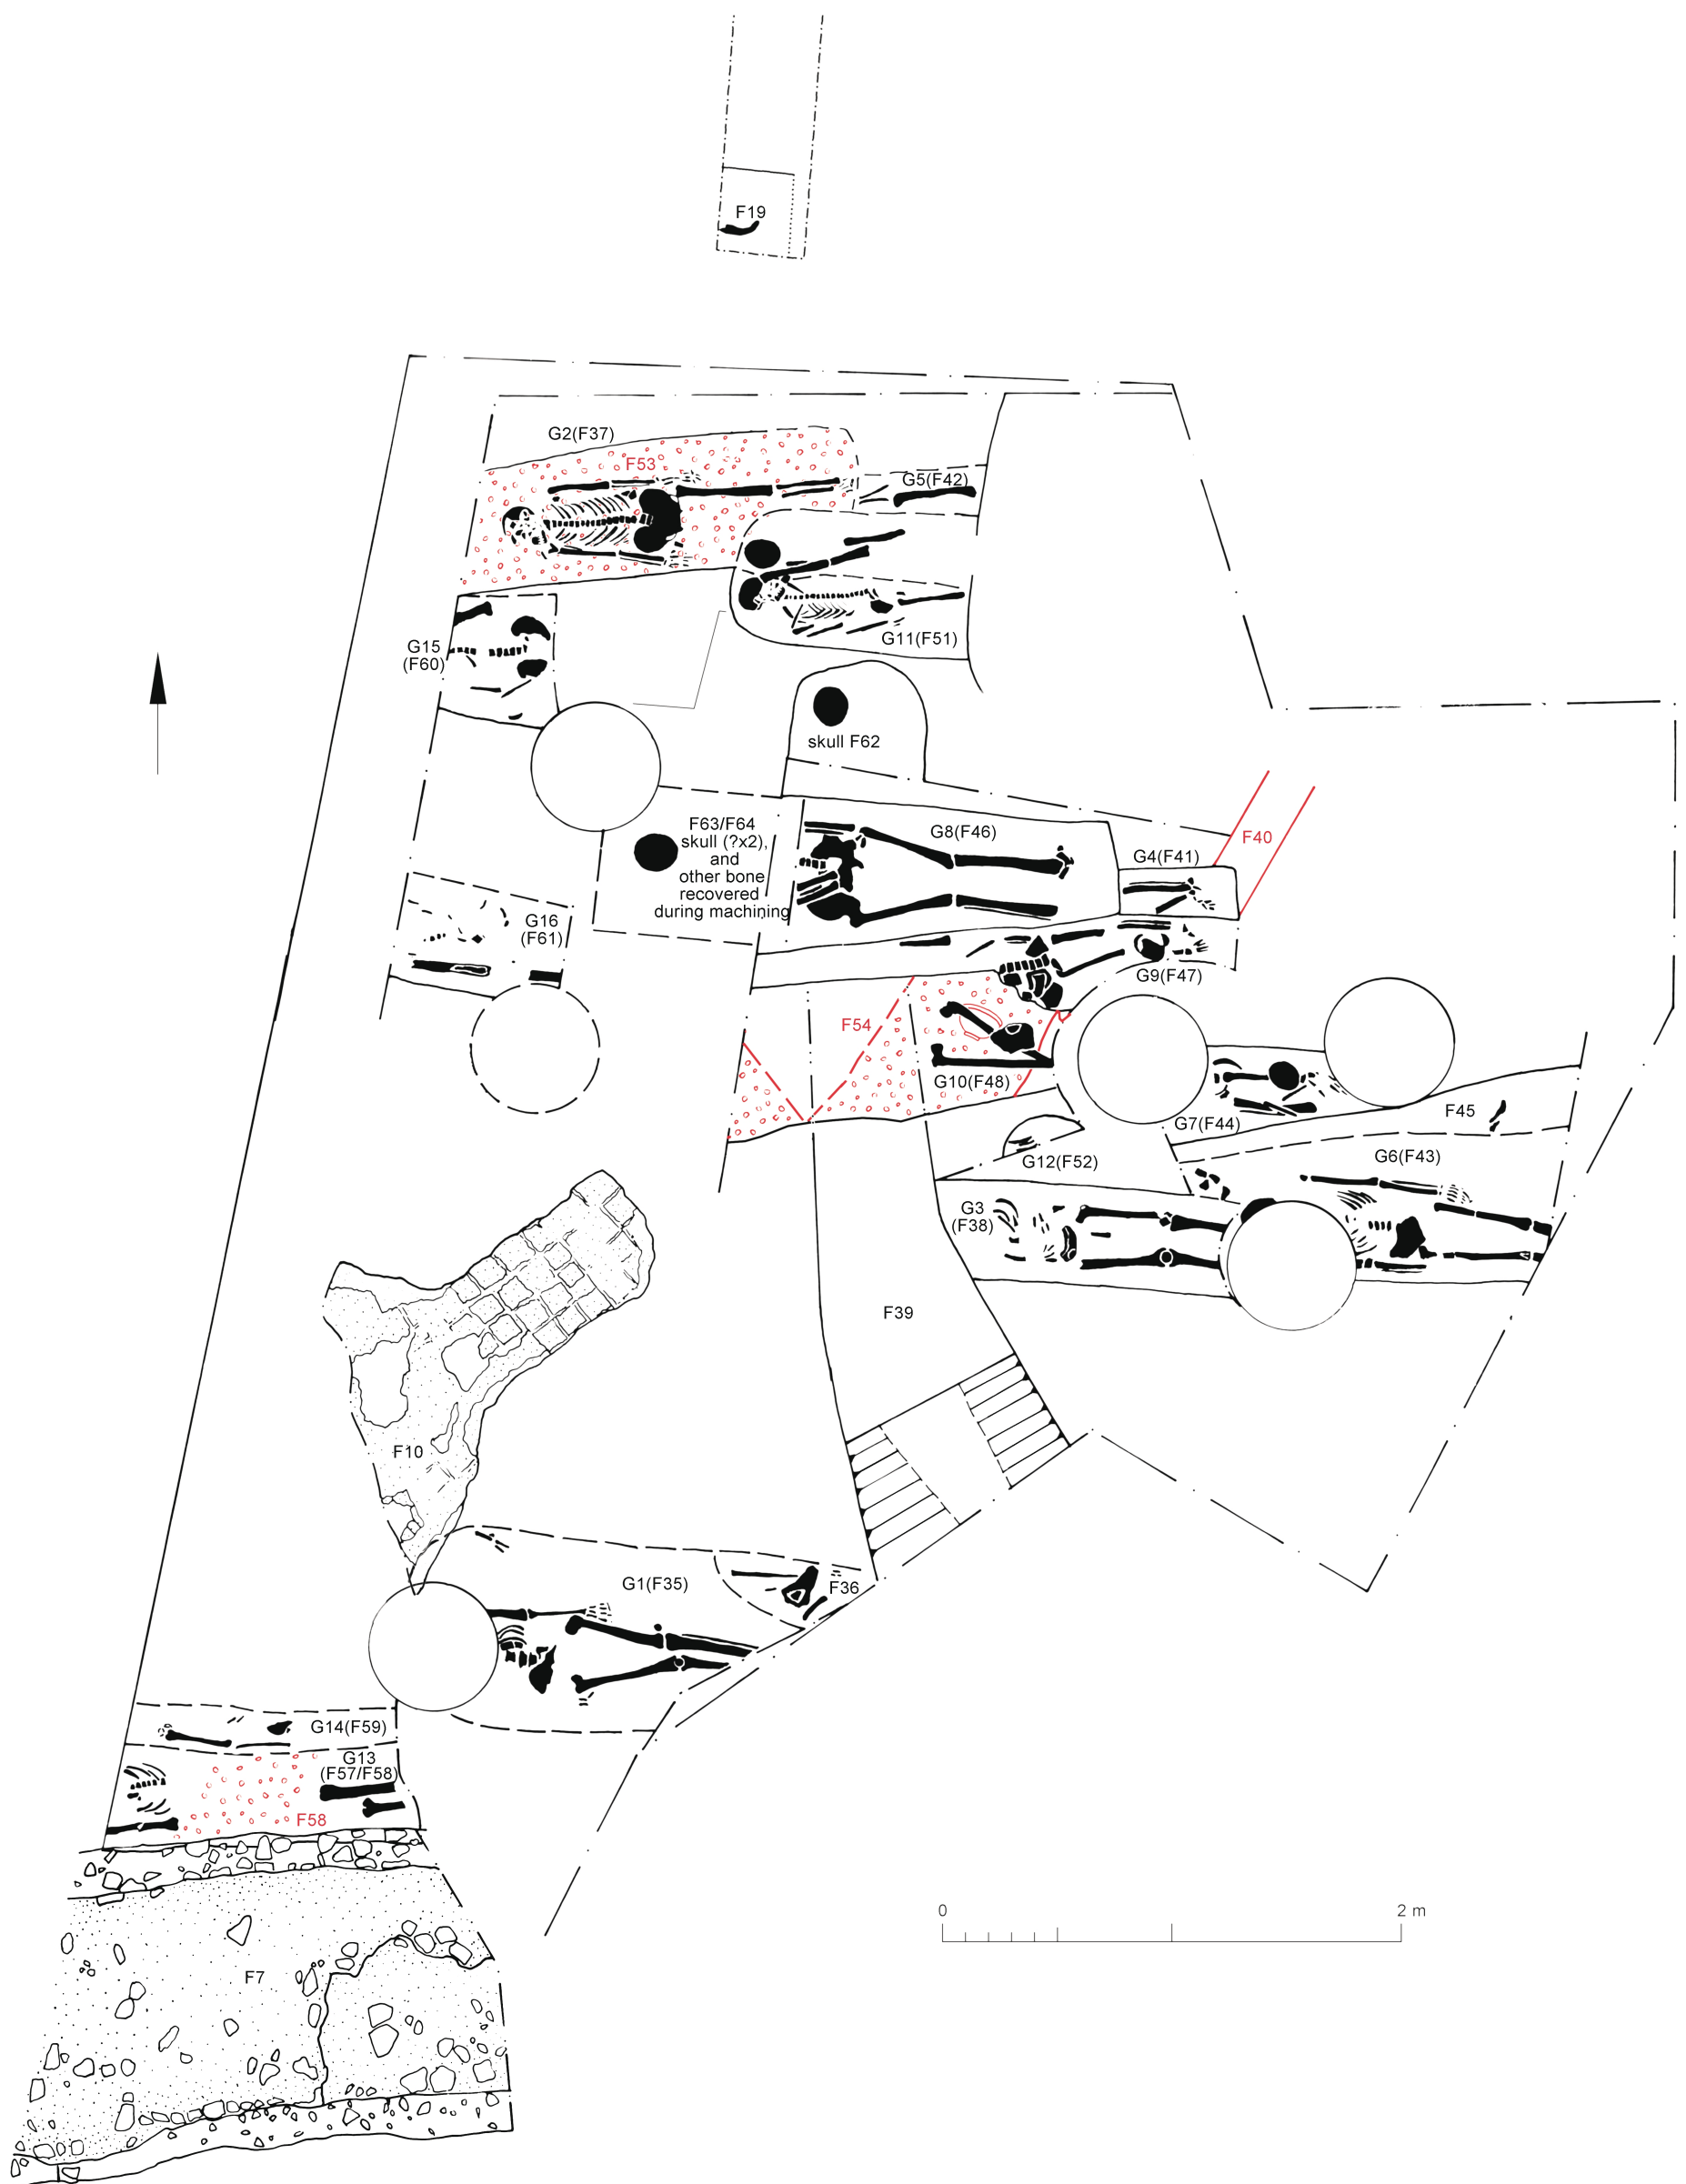 F19
G2(F37)
F53
G5(F42)
G11(F51)
G15
(F60)
skull F62
F63/F64
skull (?x2),
and
other bone
recovered
during machining
G8(F46)
F40
G4(F41)
G16
(F61)
G9(F47)
F54
G10(F48)
G7(F44)
F45
G12(F52)
G6(F43)
G3
(F38)
F39
F10
G1(F35)
F36
G14(F59)
G13
(F57/F58)
F58
0 2 m
F7